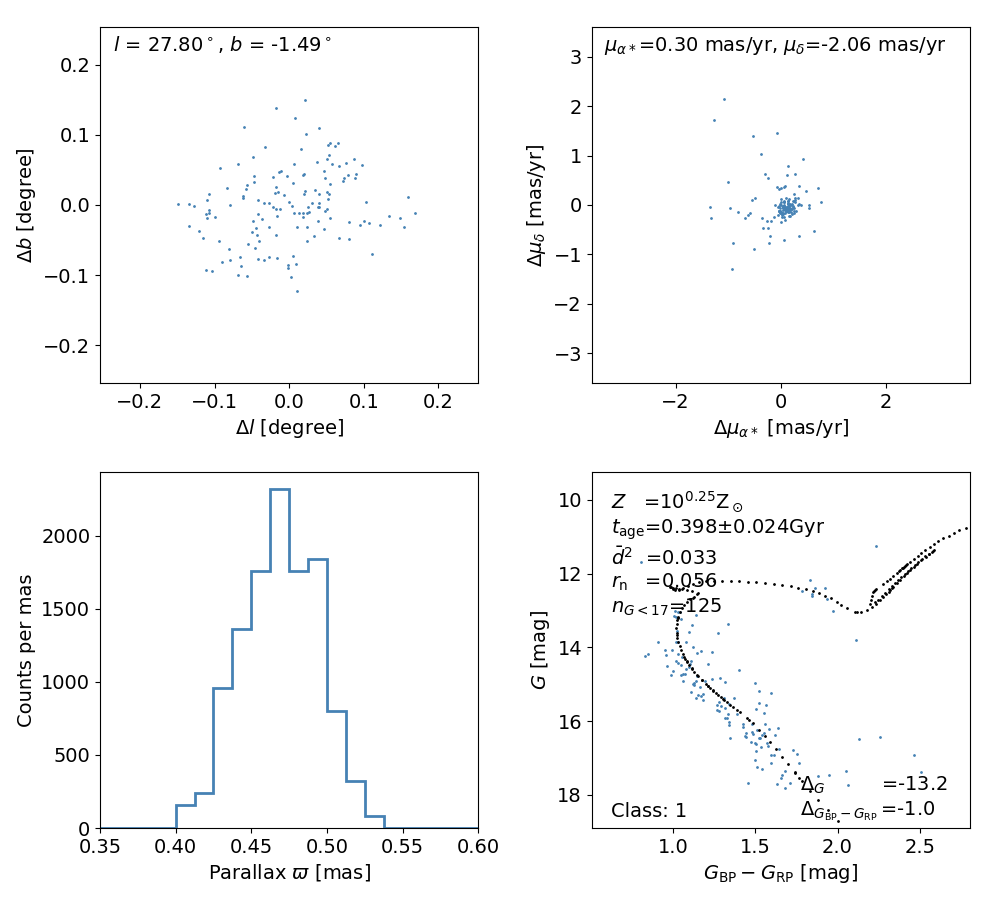 l = 27.80°, b = -1.49°
0.2
0.1
0.0
−0.1
−0.2
Δb [degree]
−0.2 −0.1 0.0 0.1 0.2
Δl [degree]
μα*=0.30 mas/yr, μδ=-2.06 mas/yr
3
2
1
0
−1
−2
−3
Δμδ [mas/yr]
−2 0 2
Δμα* [mas/yr]
2000
1500
1000
500
0
Counts per mas
0.35 0.40 0.45 0.50 0.55 0.60
Parallax ϖ [mas]
Z =10^0.25 Z⊙
t_age=0.398±0.024Gyr
d̄² =0.033
r_n =0.056
n_G<17=125
10
12
14
16
18
G [mag]
Δ_G =-13.2
Δ_GBP−GRP=-1.0
Class: 1
1.0 1.5 2.0 2.5
G_BP − G_RP [mag]